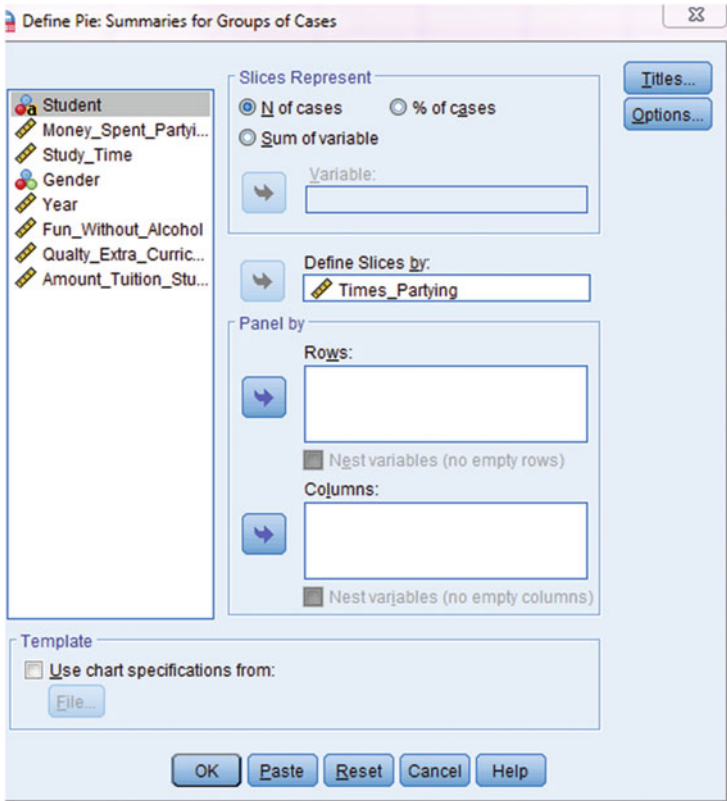 Define Pie: Summaries for Groups of Cases
Student
Money_Spent_Partyi...
Study_Time
Gender
Year
Fun_Without_Alcohol
Qualty_Extra_Curric...
Amount_Tuition_Stu...
Slices Represent
N of cases
% of cases
Sum of variable
Variable:
Define Slices by:
Times_Partying
Panel by
Rows:
Nest variables (no empty rows)
Columns:
Nest variables (no empty columns)
Titles...
Options...
Template
Use chart specifications from:
File...
OK
Paste
Reset
Cancel
Help